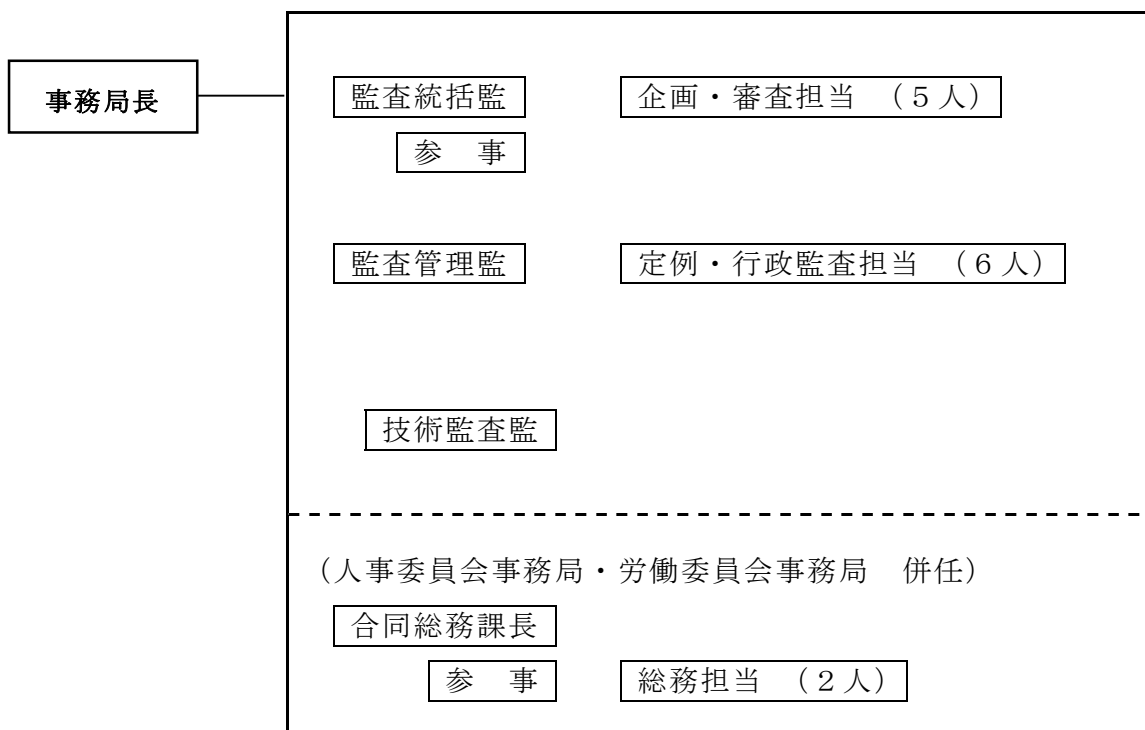 事務局長
監査統括監 企画・審査担当 (5人)
参 事
監査管理監 定例・行政監査担当 (6人)
技術監査監
(人事委員会事務局・労働委員会事務局 併任)
合同総務課長
参 事 総務担当 (2人)